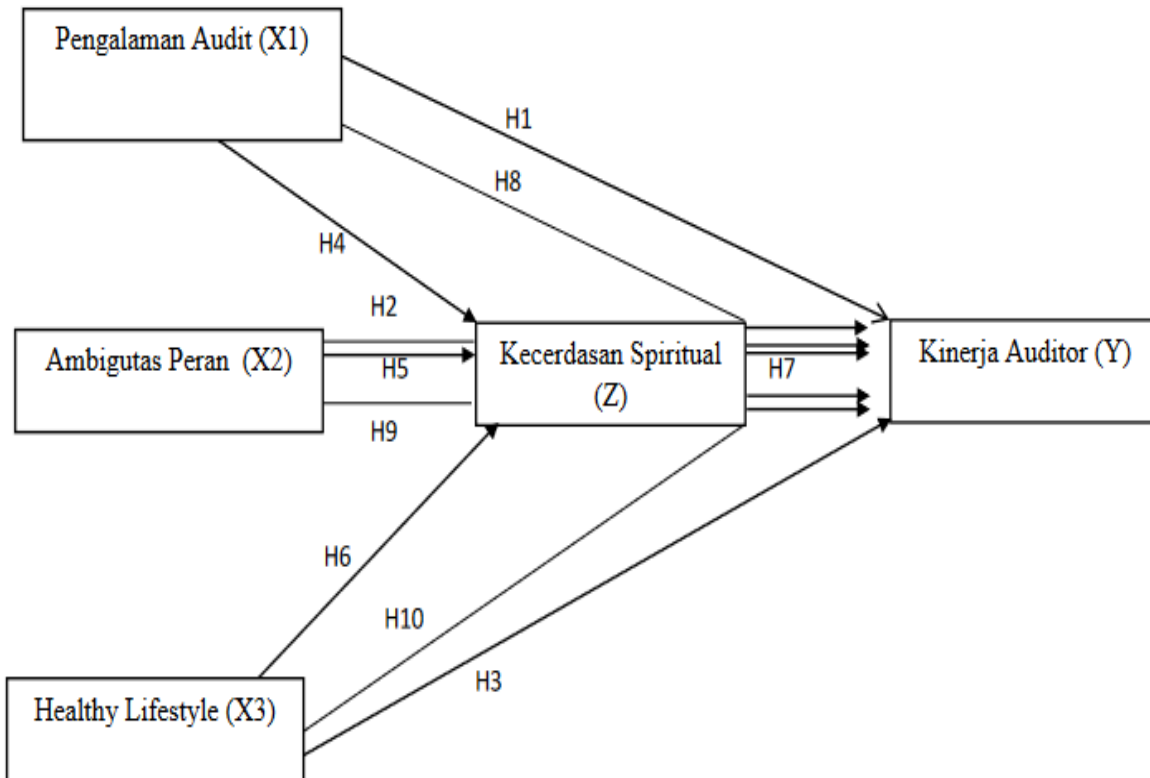 Pengalaman Audit (X1)
H1
H8
H4
H2
Ambigutas Peran (X2)
H5
H9
Kecerdasan Spiritual
(Z)
H7
Kinerja Auditor (Y)
H6
H10
H3
Healthy Lifestyle (X3)